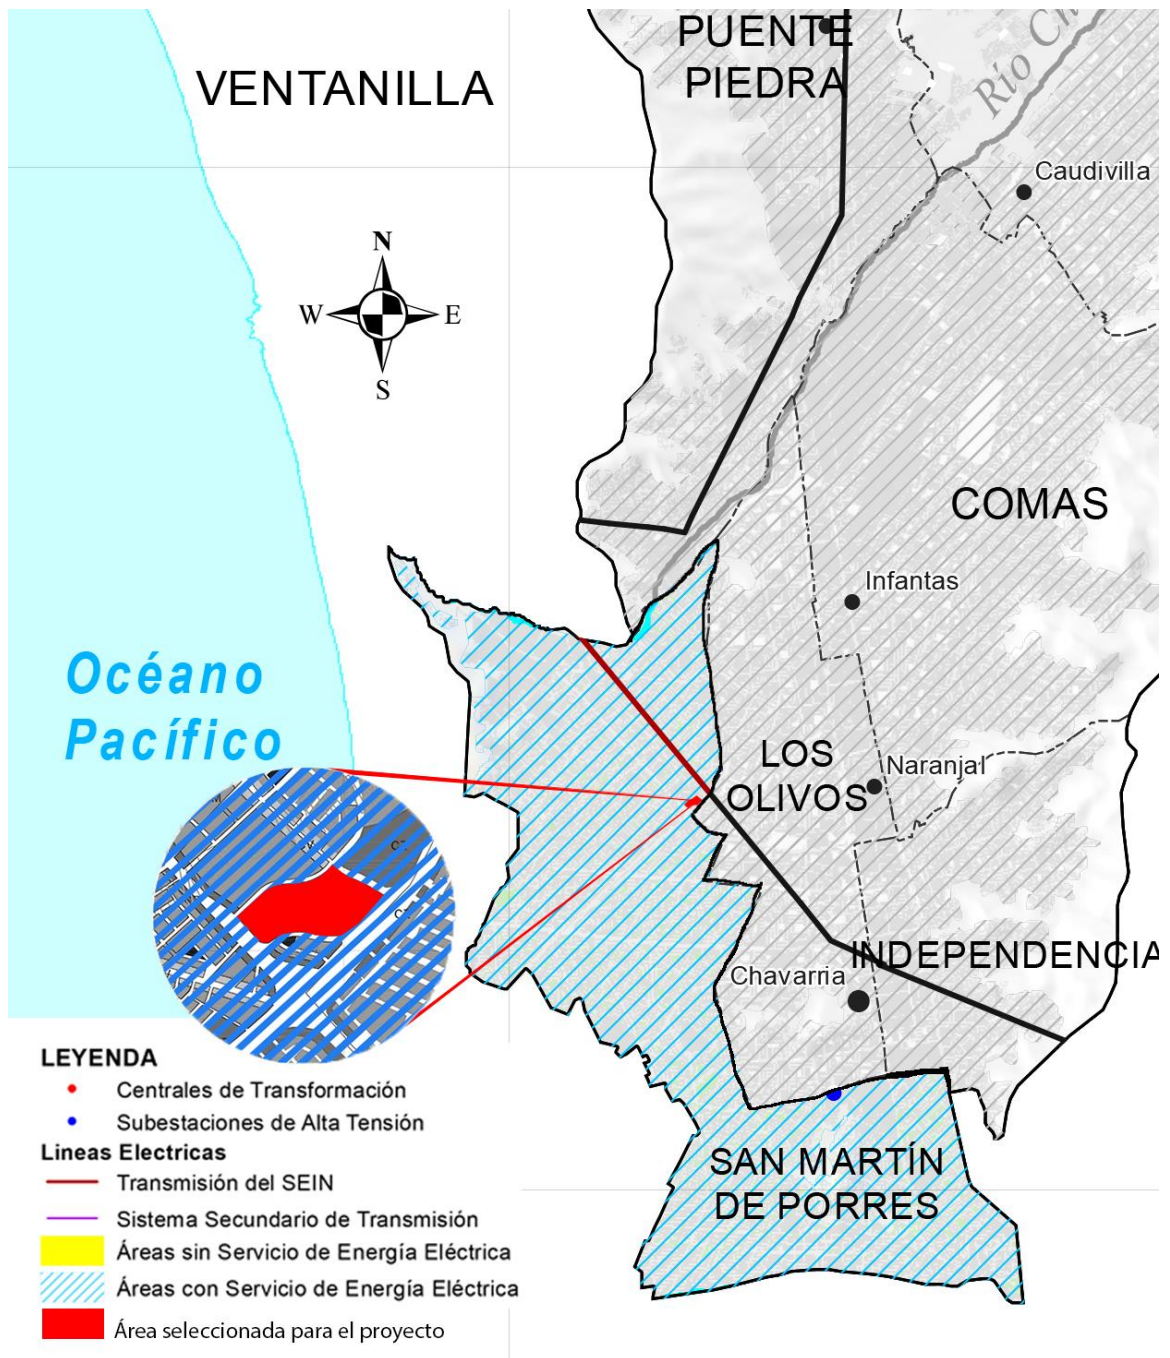 PUENTE
PIEDRA
VENTANILLA
Río Ch
Caudivilla
N
W
E
S
COMAS
Infantas
Océano
Pacífico
LOS
OLIVOS
Naranjal
Chavarria
INDEPENDENCIA
SAN MARTÍN
DE PORRES
LEYENDA
Centrales de Transformación
Subestaciones de Alta Tensión
Lineas Electricas
Transmisión del SEIN
Sistema Secundario de Transmisión
Áreas sin Servicio de Energía Eléctrica
Áreas con Servicio de Energía Eléctrica
Área seleccionada para el proyecto